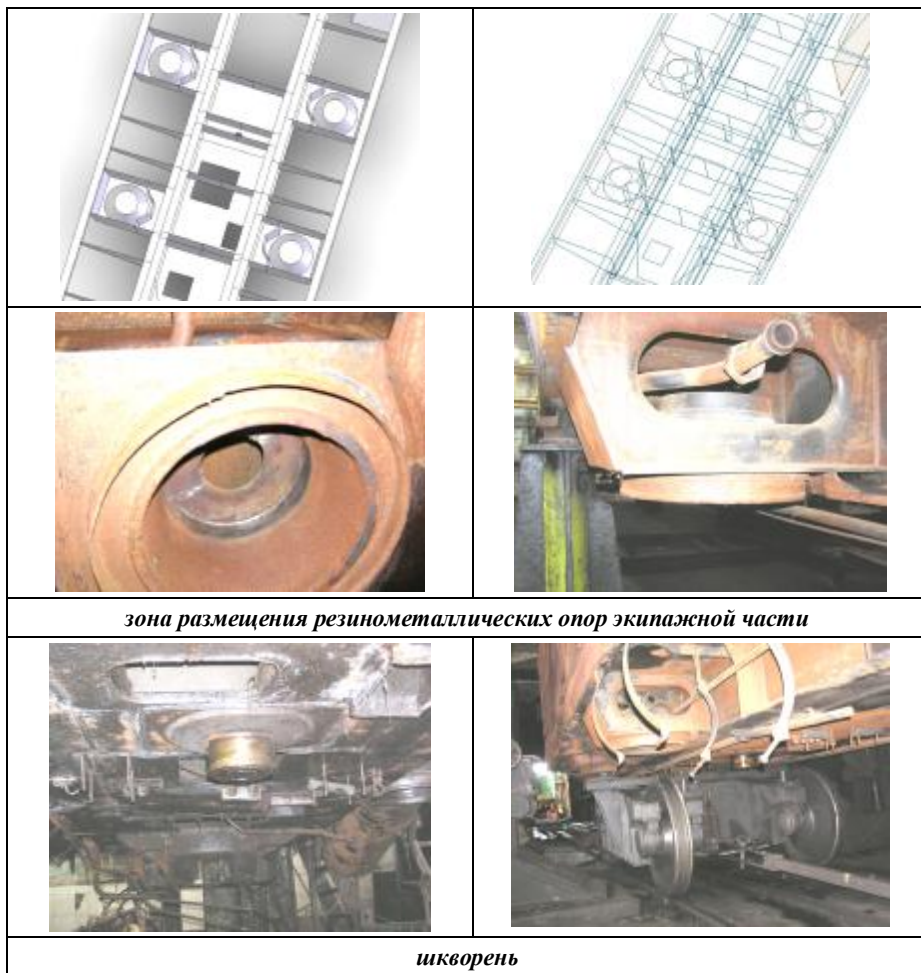 зона размещения резинометаллических опор экипажной части
шкворень